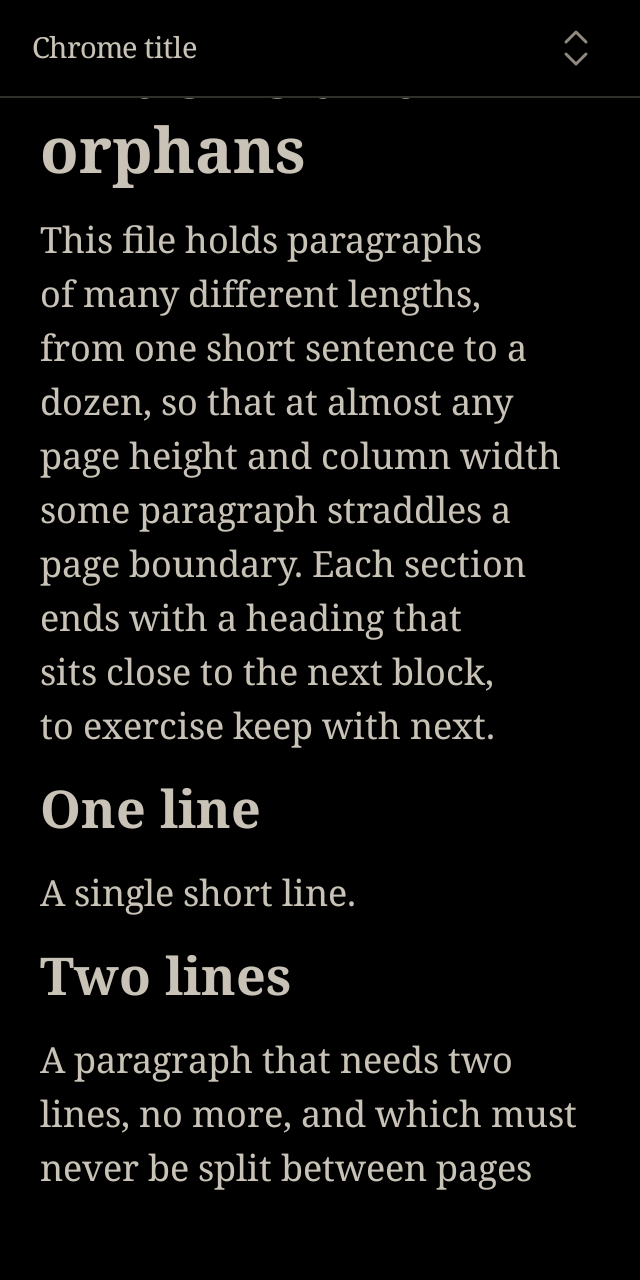 Chrome title
orphans
This file holds paragraphs
of many different lengths,
from one short sentence to a
dozen, so that at almost any
page height and column width
some paragraph straddles a
page boundary. Each section
ends with a heading that
sits close to the next block,
to exercise keep with next.
One line
A single short line.
Two lines
A paragraph that needs two
lines, no more, and which must
never be split between pages